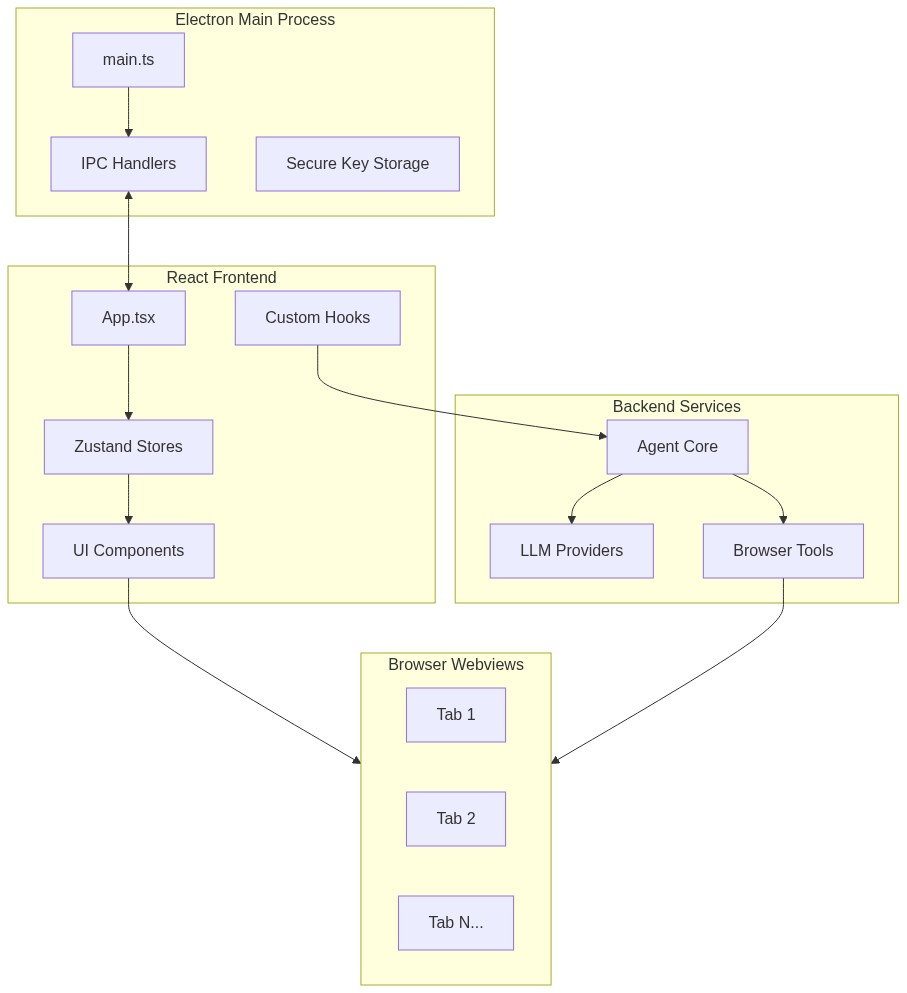 Electron Main Process
main.ts
IPC Handlers
Secure Key Storage
React Frontend
App.tsx
Custom Hooks
Zustand Stores
UI Components
Backend Services
Agent Core
LLM Providers
Browser Tools
Browser Webviews
Tab 1
Tab 2
Tab N...